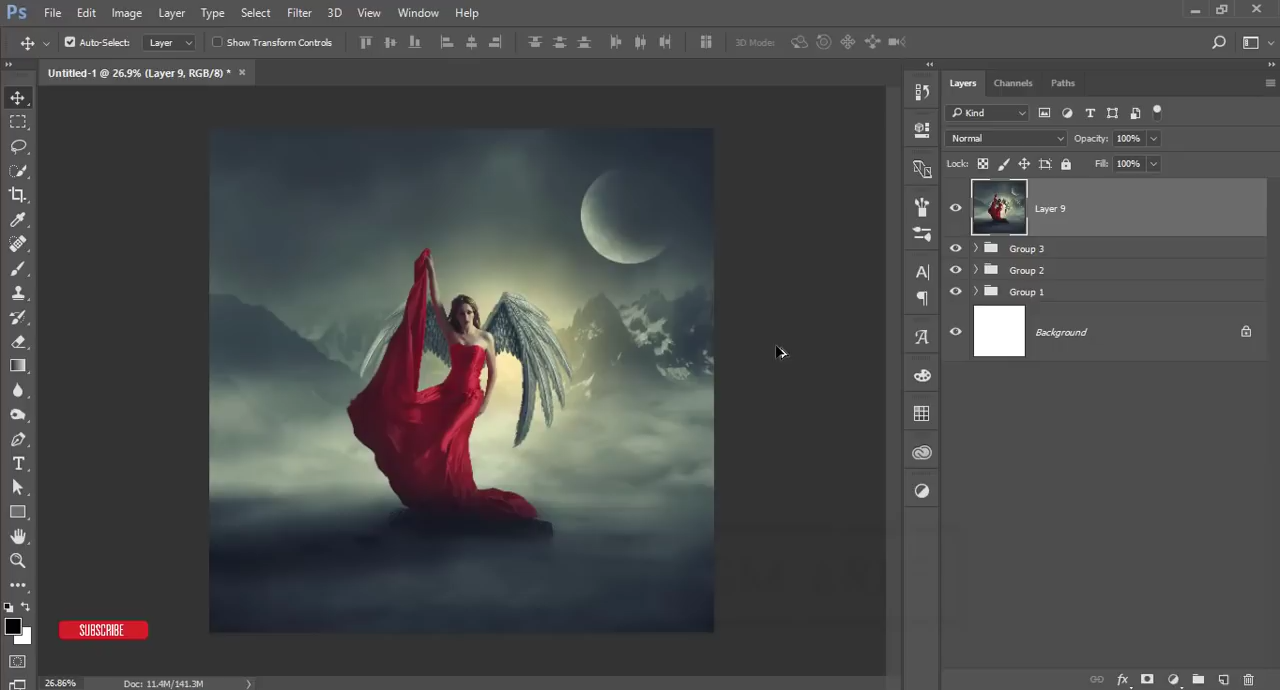 Ps File Edit Image Layer Type Select Filter 3D View Window Help
Auto-Select: Layer Show Transform Controls 3D Mode:
Untitled-1 @ 26.9% (Layer 9, RGB/8) *
Layers Channels Paths
Kind
Normal Opacity: 100%
Lock: Fill: 100%
Layer 9
Group 3
Group 2
Group 1
Background
SUBSCRIBE
26.86% Doc: 11.4M/141.3M